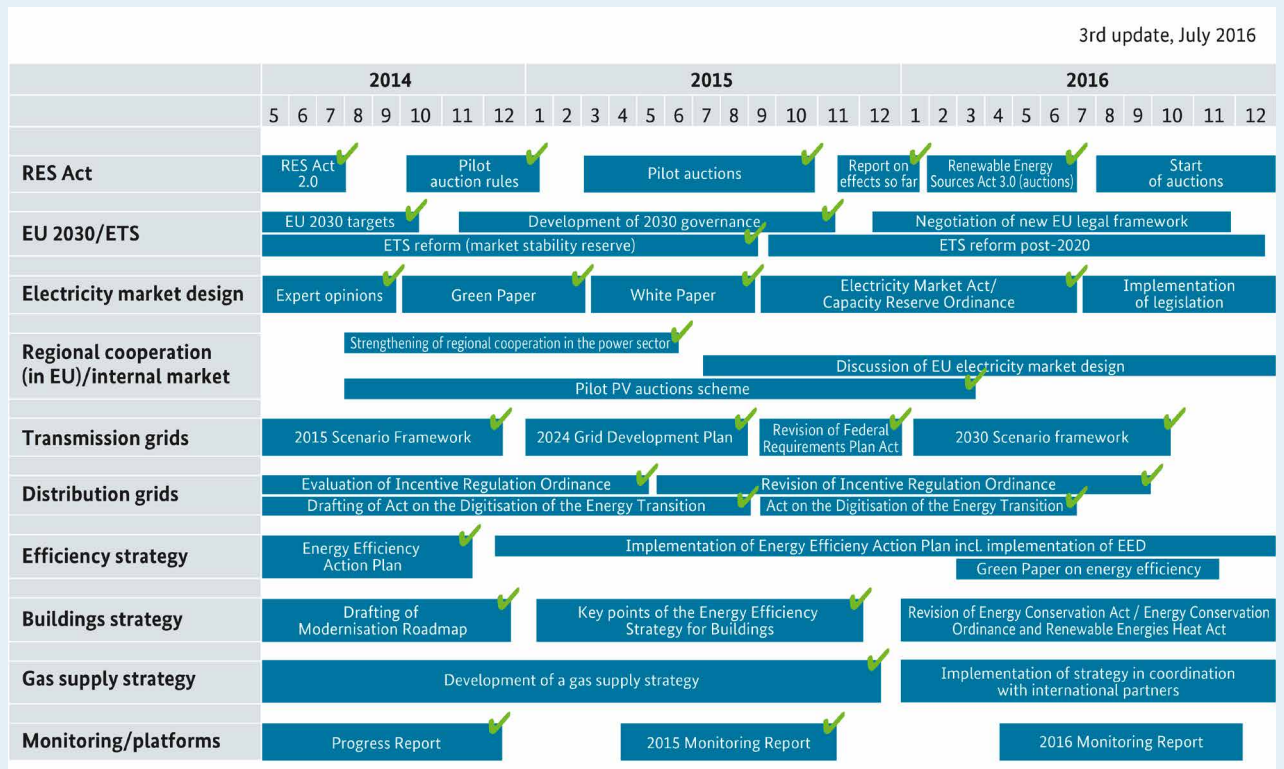 3rd update, July 2016
2014 2015 2016
5 6 7 8 9 10 11 12 1 2 3 4 5 6 7 8 9 10 11 12 1 2 3 4 5 6 7 8 9 10 11 12
RES Act
RES Act
2.0
Pilot
auction rules
Pilot auctions
Report on
effects so far
Renewable Energy
Sources Act 3.0 (auctions)
Start
of auctions
EU 2030/ETS
EU 2030 targets
Development of 2030 governance
Negotiation of new EU legal framework
ETS reform (market stability reserve)
ETS reform post-2020
Electricity market design
Expert opinions
Green Paper
White Paper
Electricity Market Act/
Capacity Reserve Ordinance
Implementation
of legislation
Regional cooperation
(in EU)/internal market
Strengthening of regional cooperation in the power sector
Discussion of EU electricity market design
Pilot PV auctions scheme
Transmission grids
2015 Scenario Framework
2024 Grid Development Plan
Revision of Federal
Requirements Plan Act
2030 Scenario framework
Distribution grids
Evaluation of Incentive Regulation Ordinance
Revision of Incentive Regulation Ordinance
Drafting of Act on the Digitisation of the Energy Transition
Act on the Digitisation of the Energy Transition
Efficiency strategy
Energy Efficiency
Action Plan
Implementation of Energy Efficieny Action Plan incl. implementation of EED
Green Paper on energy efficiency
Buildings strategy
Drafting of
Modernisation Roadmap
Key points of the Energy Efficiency
Strategy for Buildings
Revision of Energy Conservation Act / Energy Conservation
Ordinance and Renewable Energies Heat Act
Gas supply strategy
Development of a gas supply strategy
Implementation of strategy in coordination
with international partners
Monitoring/platforms
Progress Report
2015 Monitoring Report
2016 Monitoring Report